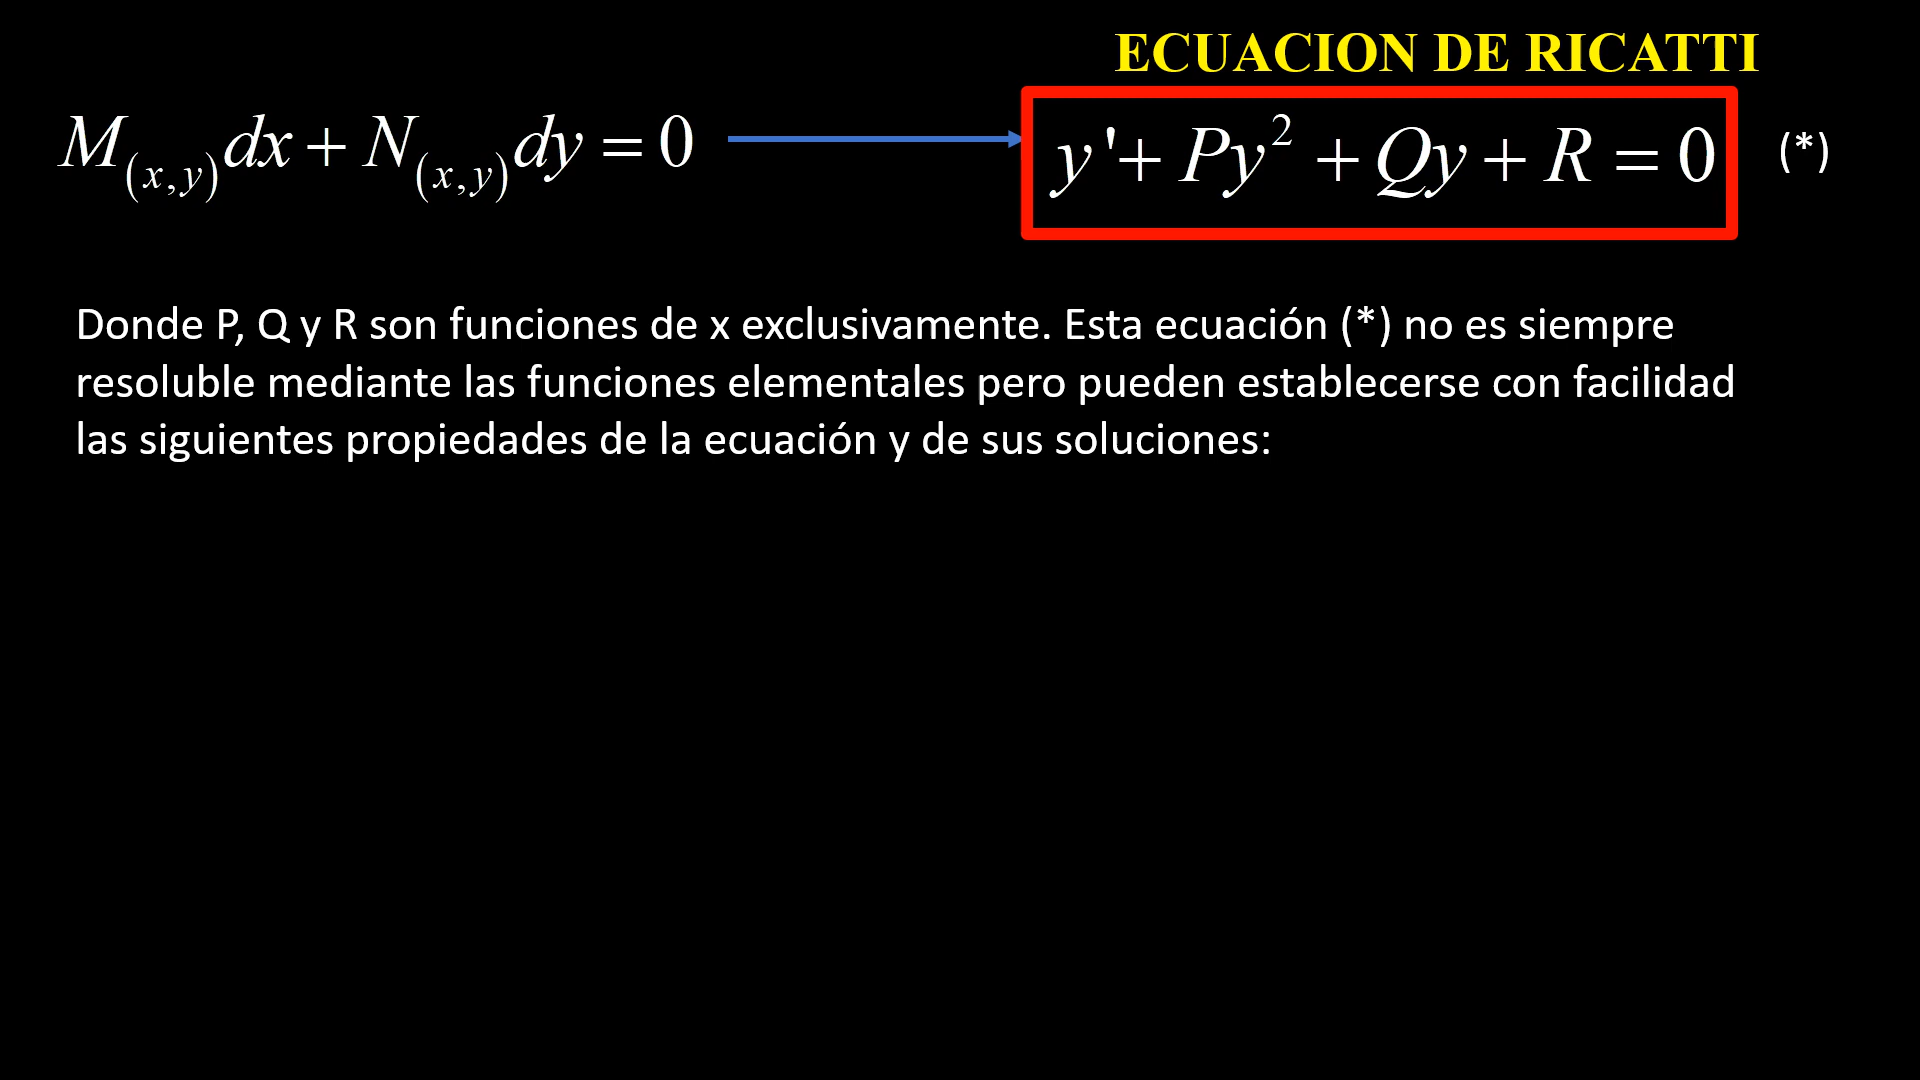 ECUACION DE RICATTI
M(x,y)dx + N(x,y)dy = 0
y'+ Py² + Qy + R = 0 (*)
Donde P, Q y R son funciones de x exclusivamente. Esta ecuación (*) no es siempre
resoluble mediante las funciones elementales pero pueden establecerse con facilidad
las siguientes propiedades de la ecuación y de sus soluciones: